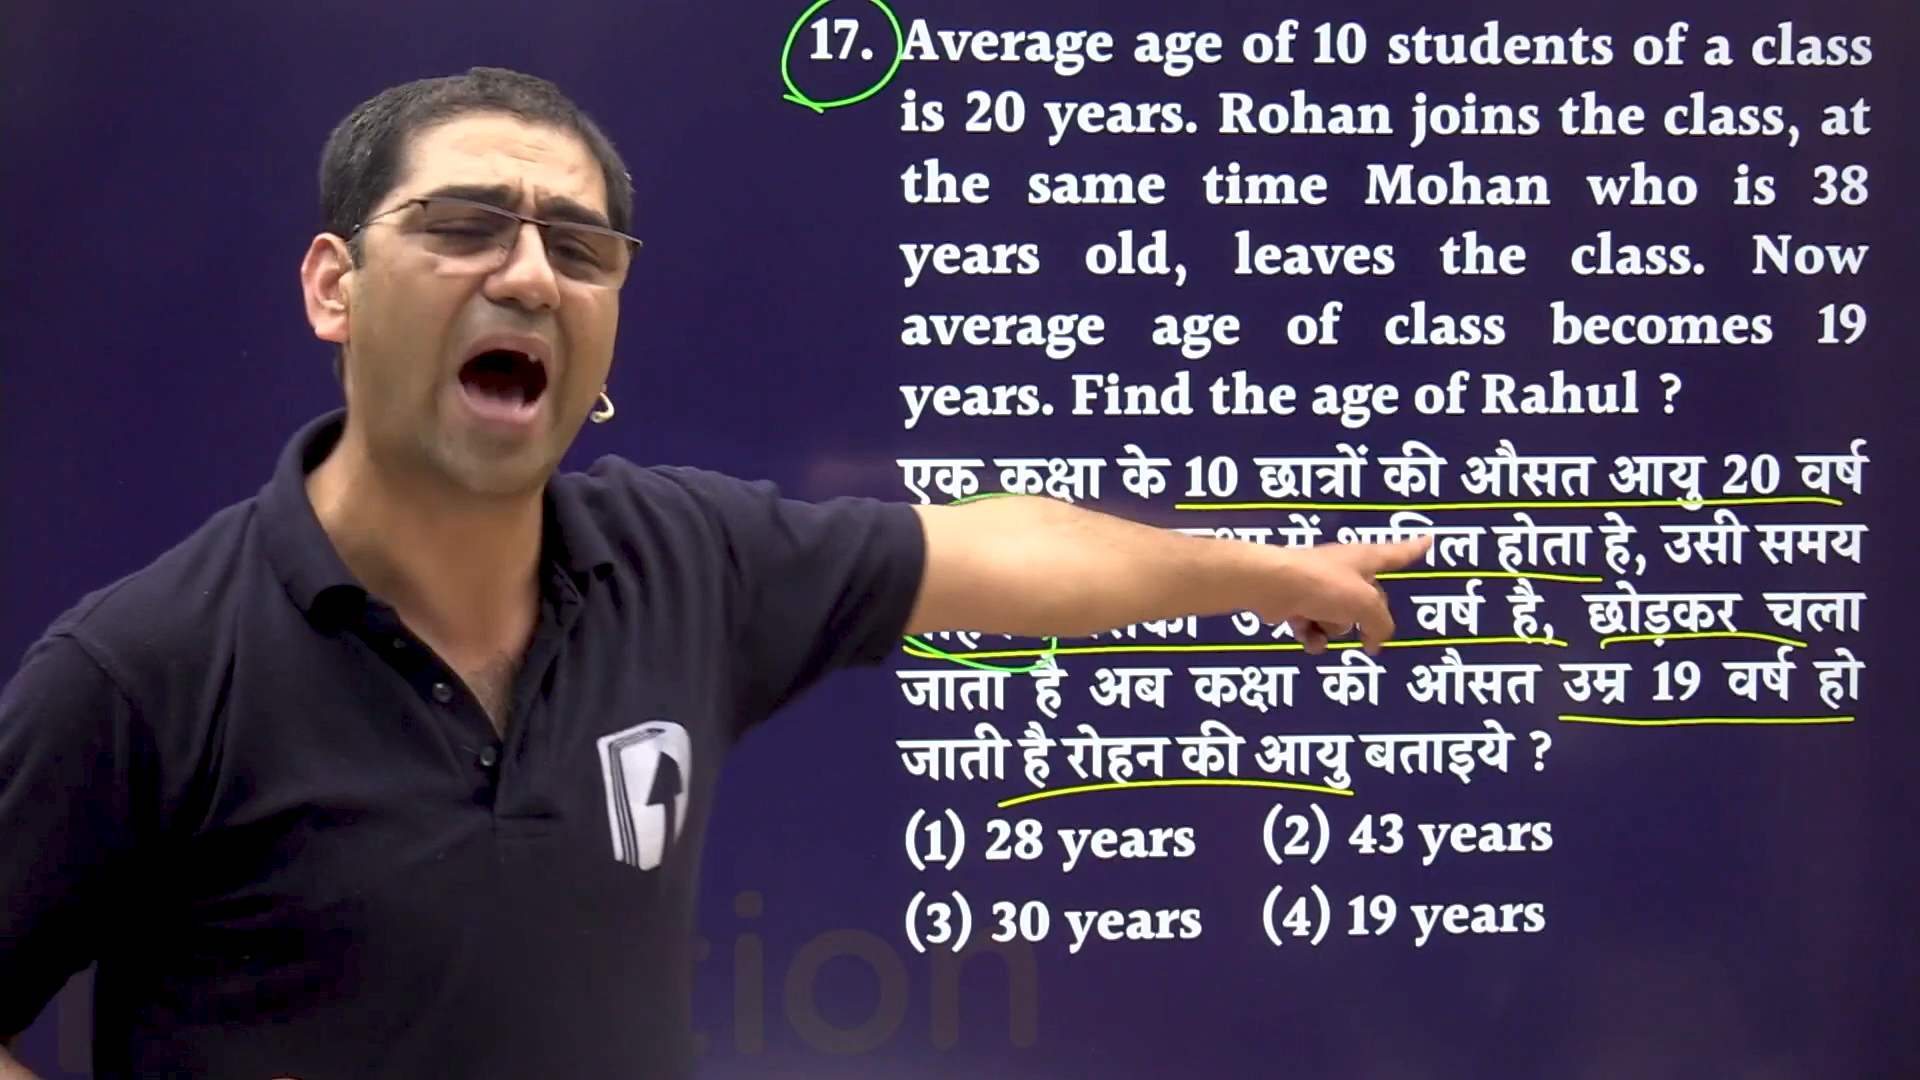 17. Average age of 10 students of a class
is 20 years. Rohan joins the class, at
the same time Mohan who is 38
years old, leaves the class. Now
average age of class becomes 19
years. Find the age of Rahul ?
एक कक्षा के 10 छात्रों की औसत आयु 20 वर्ष
में होता हे, उसी समय
वर्ष है, छोड़कर चला
जाता है अब कक्षा की औसत उम्र 19 वर्ष हो
जाती है रोहन की आयु बताइये ?
(1) 28 years (2) 43 years
(3) 30 years (4) 19 years